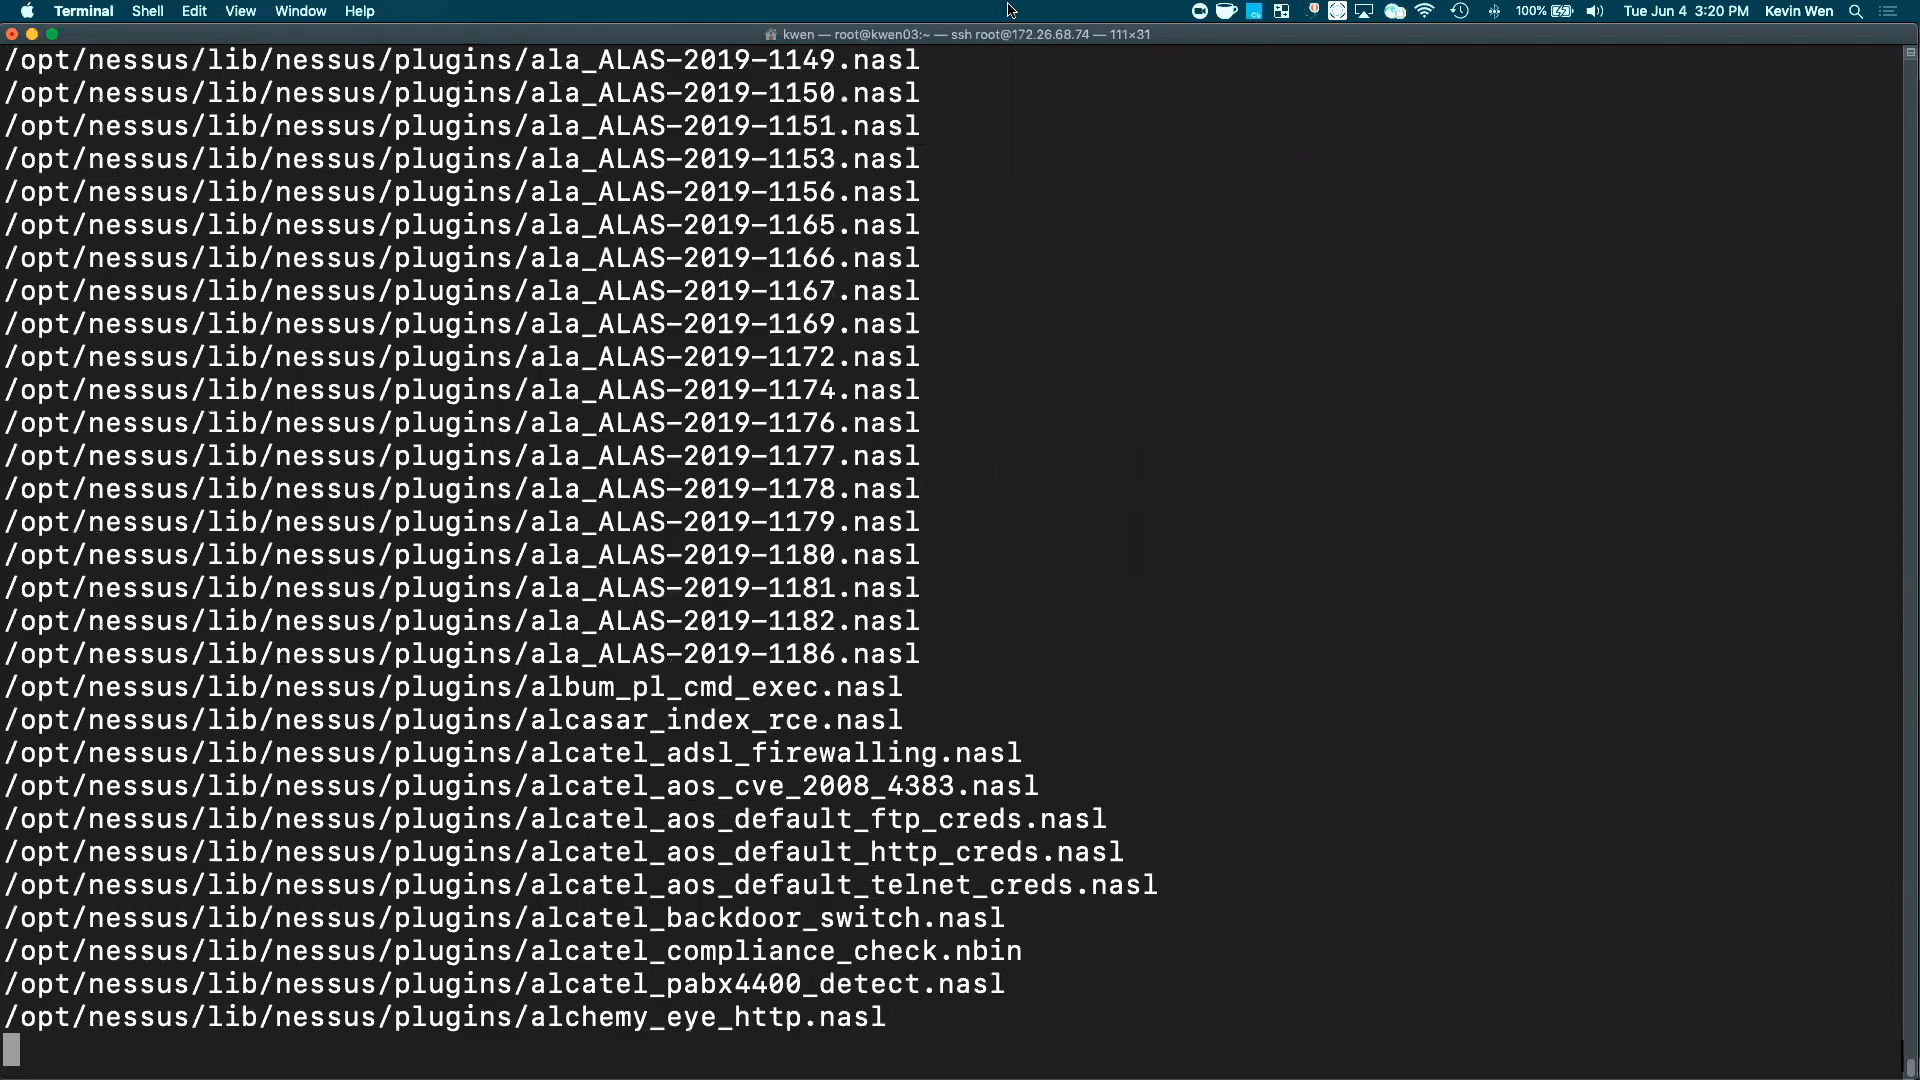 Terminal Shell Edit View Window Help 100% Tue Jun 4 3:20 PM Kevin Wen
kwen — root@kwen03:~ — ssh root@172.26.68.74 — 111×31
/opt/nessus/lib/nessus/plugins/ala_ALAS-2019-1149.nasl
/opt/nessus/lib/nessus/plugins/ala_ALAS-2019-1150.nasl
/opt/nessus/lib/nessus/plugins/ala_ALAS-2019-1151.nasl
/opt/nessus/lib/nessus/plugins/ala_ALAS-2019-1153.nasl
/opt/nessus/lib/nessus/plugins/ala_ALAS-2019-1156.nasl
/opt/nessus/lib/nessus/plugins/ala_ALAS-2019-1165.nasl
/opt/nessus/lib/nessus/plugins/ala_ALAS-2019-1166.nasl
/opt/nessus/lib/nessus/plugins/ala_ALAS-2019-1167.nasl
/opt/nessus/lib/nessus/plugins/ala_ALAS-2019-1169.nasl
/opt/nessus/lib/nessus/plugins/ala_ALAS-2019-1172.nasl
/opt/nessus/lib/nessus/plugins/ala_ALAS-2019-1174.nasl
/opt/nessus/lib/nessus/plugins/ala_ALAS-2019-1176.nasl
/opt/nessus/lib/nessus/plugins/ala_ALAS-2019-1177.nasl
/opt/nessus/lib/nessus/plugins/ala_ALAS-2019-1178.nasl
/opt/nessus/lib/nessus/plugins/ala_ALAS-2019-1179.nasl
/opt/nessus/lib/nessus/plugins/ala_ALAS-2019-1180.nasl
/opt/nessus/lib/nessus/plugins/ala_ALAS-2019-1181.nasl
/opt/nessus/lib/nessus/plugins/ala_ALAS-2019-1182.nasl
/opt/nessus/lib/nessus/plugins/ala_ALAS-2019-1186.nasl
/opt/nessus/lib/nessus/plugins/album_pl_cmd_exec.nasl
/opt/nessus/lib/nessus/plugins/alcasar_index_rce.nasl
/opt/nessus/lib/nessus/plugins/alcatel_adsl_firewalling.nasl
/opt/nessus/lib/nessus/plugins/alcatel_aos_cve_2008_4383.nasl
/opt/nessus/lib/nessus/plugins/alcatel_aos_default_ftp_creds.nasl
/opt/nessus/lib/nessus/plugins/alcatel_aos_default_http_creds.nasl
/opt/nessus/lib/nessus/plugins/alcatel_aos_default_telnet_creds.nasl
/opt/nessus/lib/nessus/plugins/alcatel_backdoor_switch.nasl
/opt/nessus/lib/nessus/plugins/alcatel_compliance_check.nbin
/opt/nessus/lib/nessus/plugins/alcatel_pabx4400_detect.nasl
/opt/nessus/lib/nessus/plugins/alchemy_eye_http.nasl